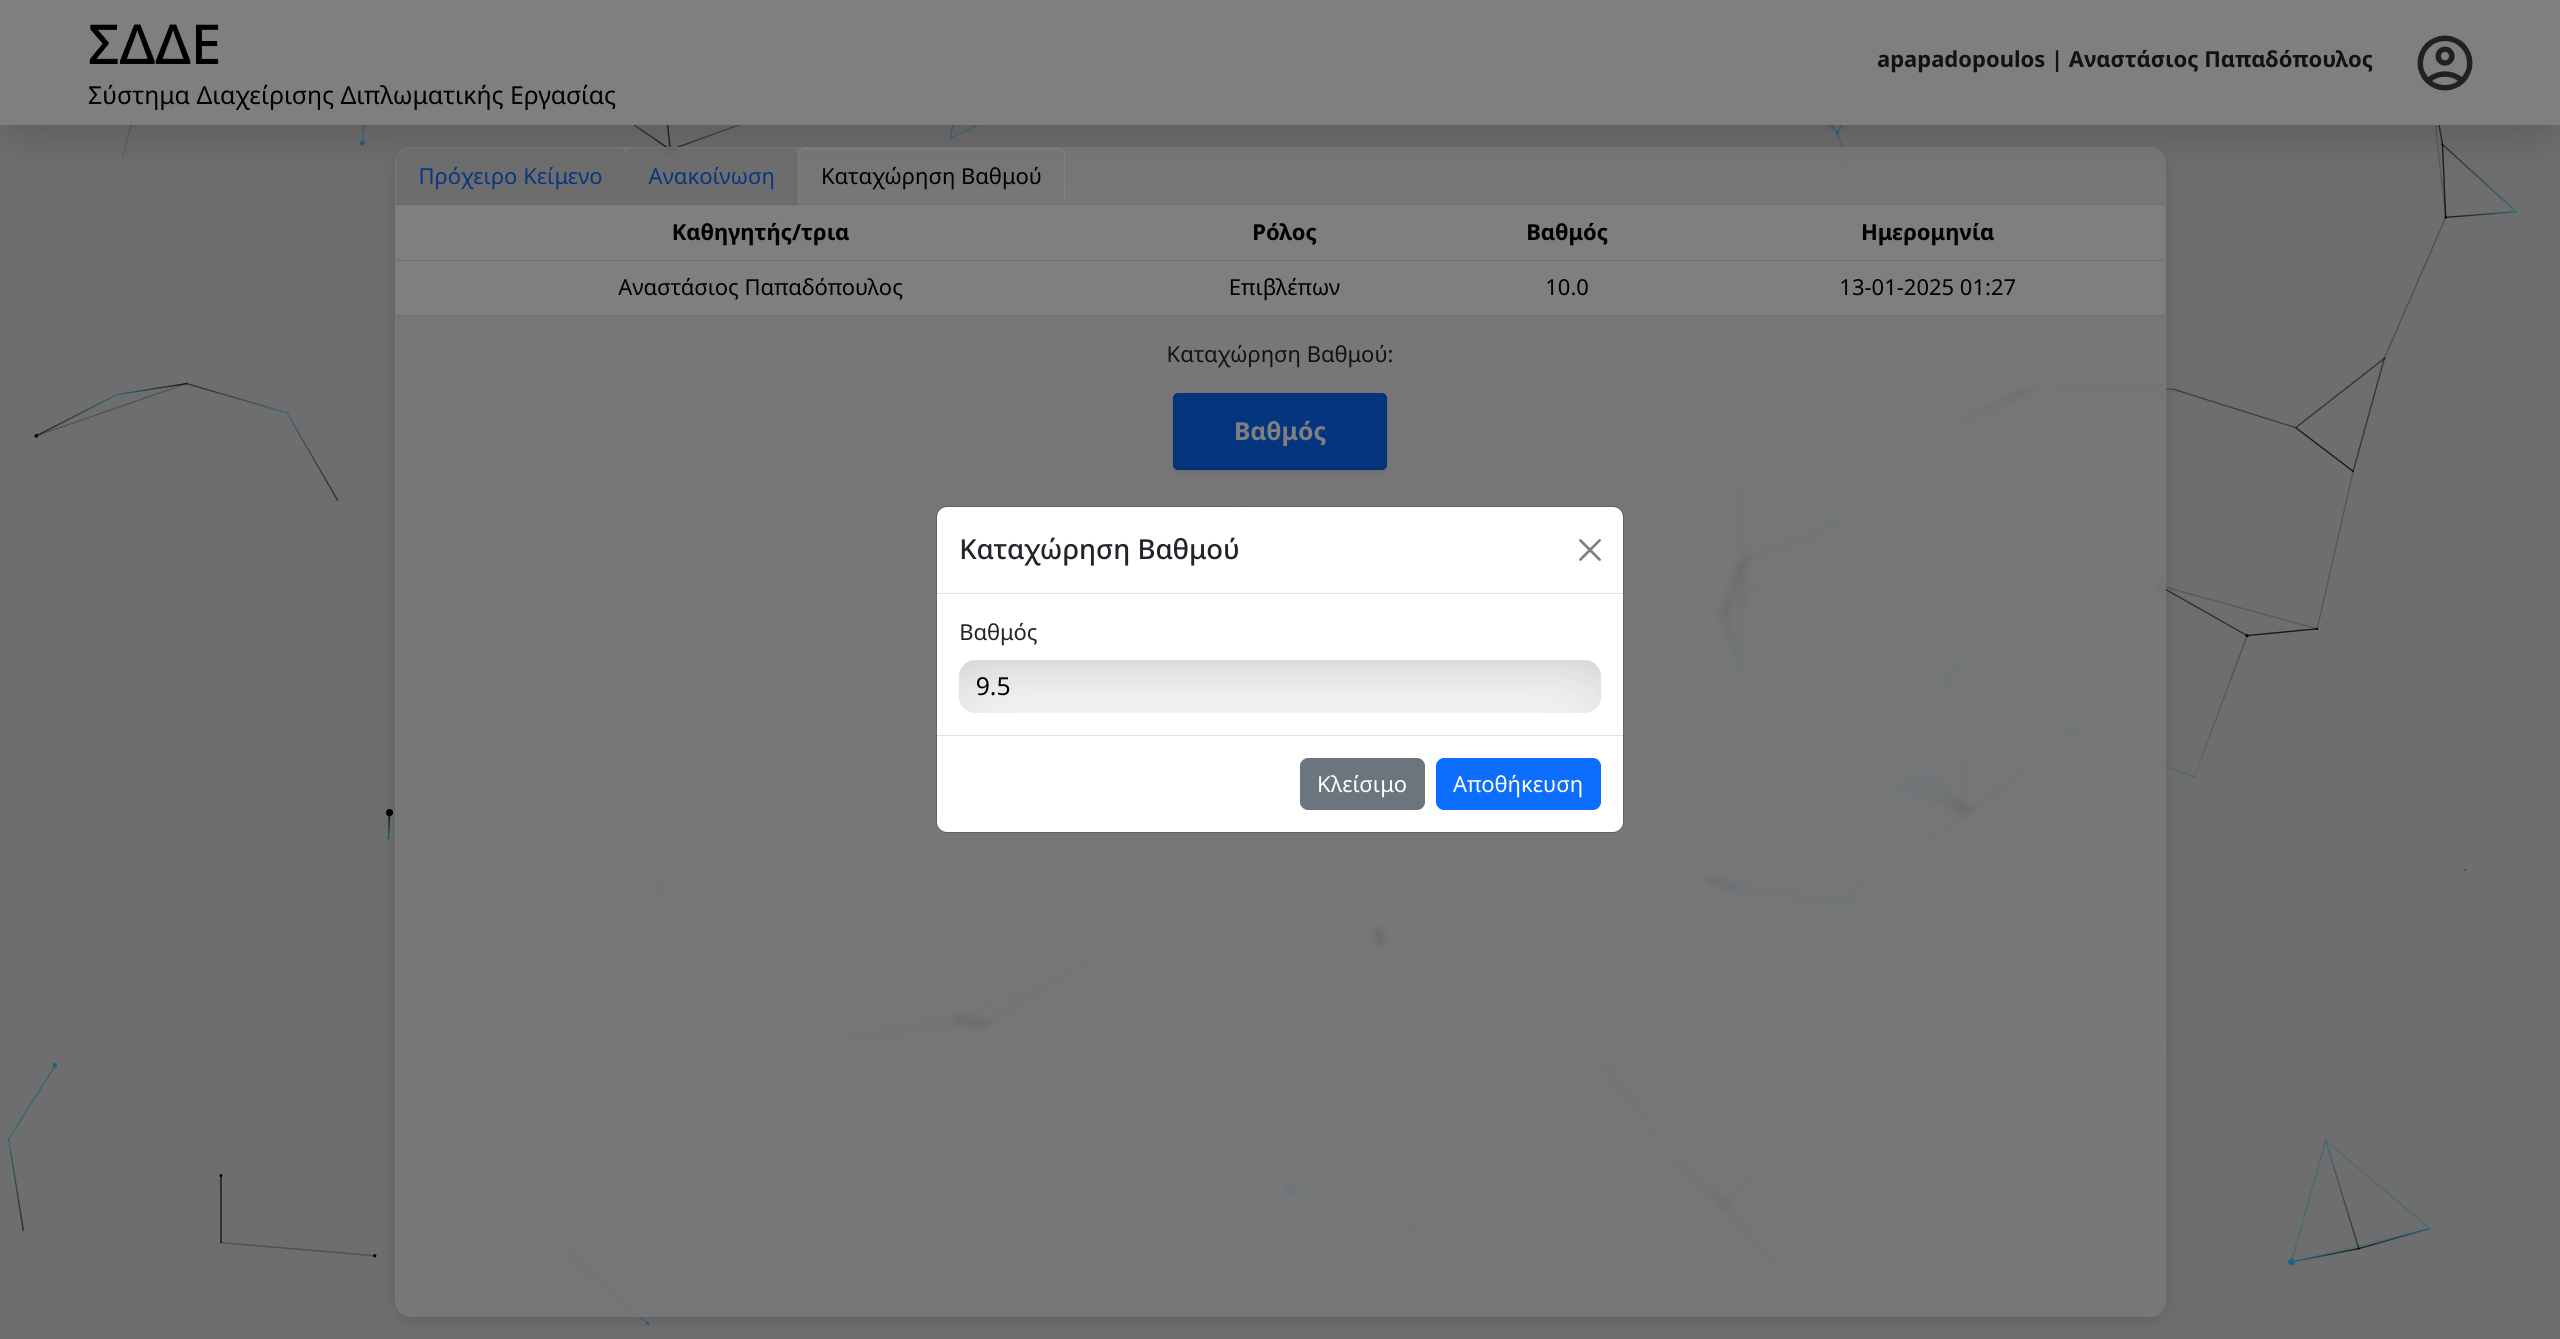 ΣΔΔΕ
Σύστημα Διαχείρισης Διπλωματικής Εργασίας
apapadopoulos | Αναστάσιος Παπαδόπουλος
Πρόχειρο Κείμενο Ανακοίνωση Καταχώρηση Βαθμού
Καθηγητής/τρια Ρόλος Βαθμός Ημερομηνία
Αναστάσιος Παπαδόπουλος Επιβλέπων 10.0 13-01-2025 01:27
Καταχώρηση Βαθμού:
Βαθμός
Καταχώρηση Βαθμού
Βαθμός
9.5
Κλείσιμο Αποθήκευση